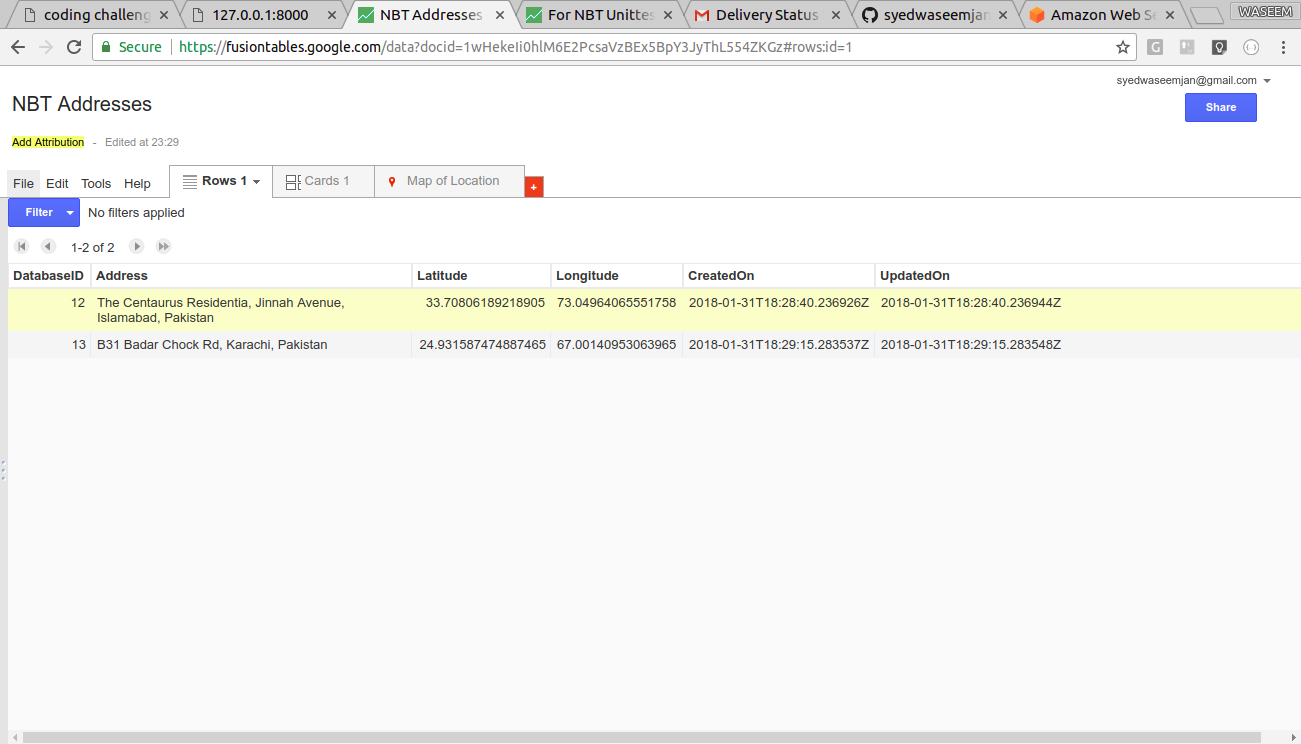 coding challeng 127.0.0.1:8000 NBT Addresses For NBT Unittes Delivery Status syedwaseemjan Amazon Web Se WASEEM
Secure https://fusiontables.google.com/data?docid=1wHekeIi0hlM6E2PcsaVzBEx5BpY3JyThL554ZKGz#rows:id=1
syedwaseemjan@gmail.com
NBT Addresses
Share
Add Attribution - Edited at 23:29
File Edit Tools Help Rows 1 Cards 1 Map of Location +
Filter No filters applied
1-2 of 2
DatabaseID Address Latitude Longitude CreatedOn UpdatedOn
12 The Centaurus Residentia, Jinnah Avenue, 33.70806189218905 73.04964065551758 2018-01-31T18:28:40.236926Z 2018-01-31T18:28:40.236944Z
Islamabad, Pakistan
13 B31 Badar Chock Rd, Karachi, Pakistan 24.931587474887465 67.00140953063965 2018-01-31T18:29:15.283537Z 2018-01-31T18:29:15.283548Z